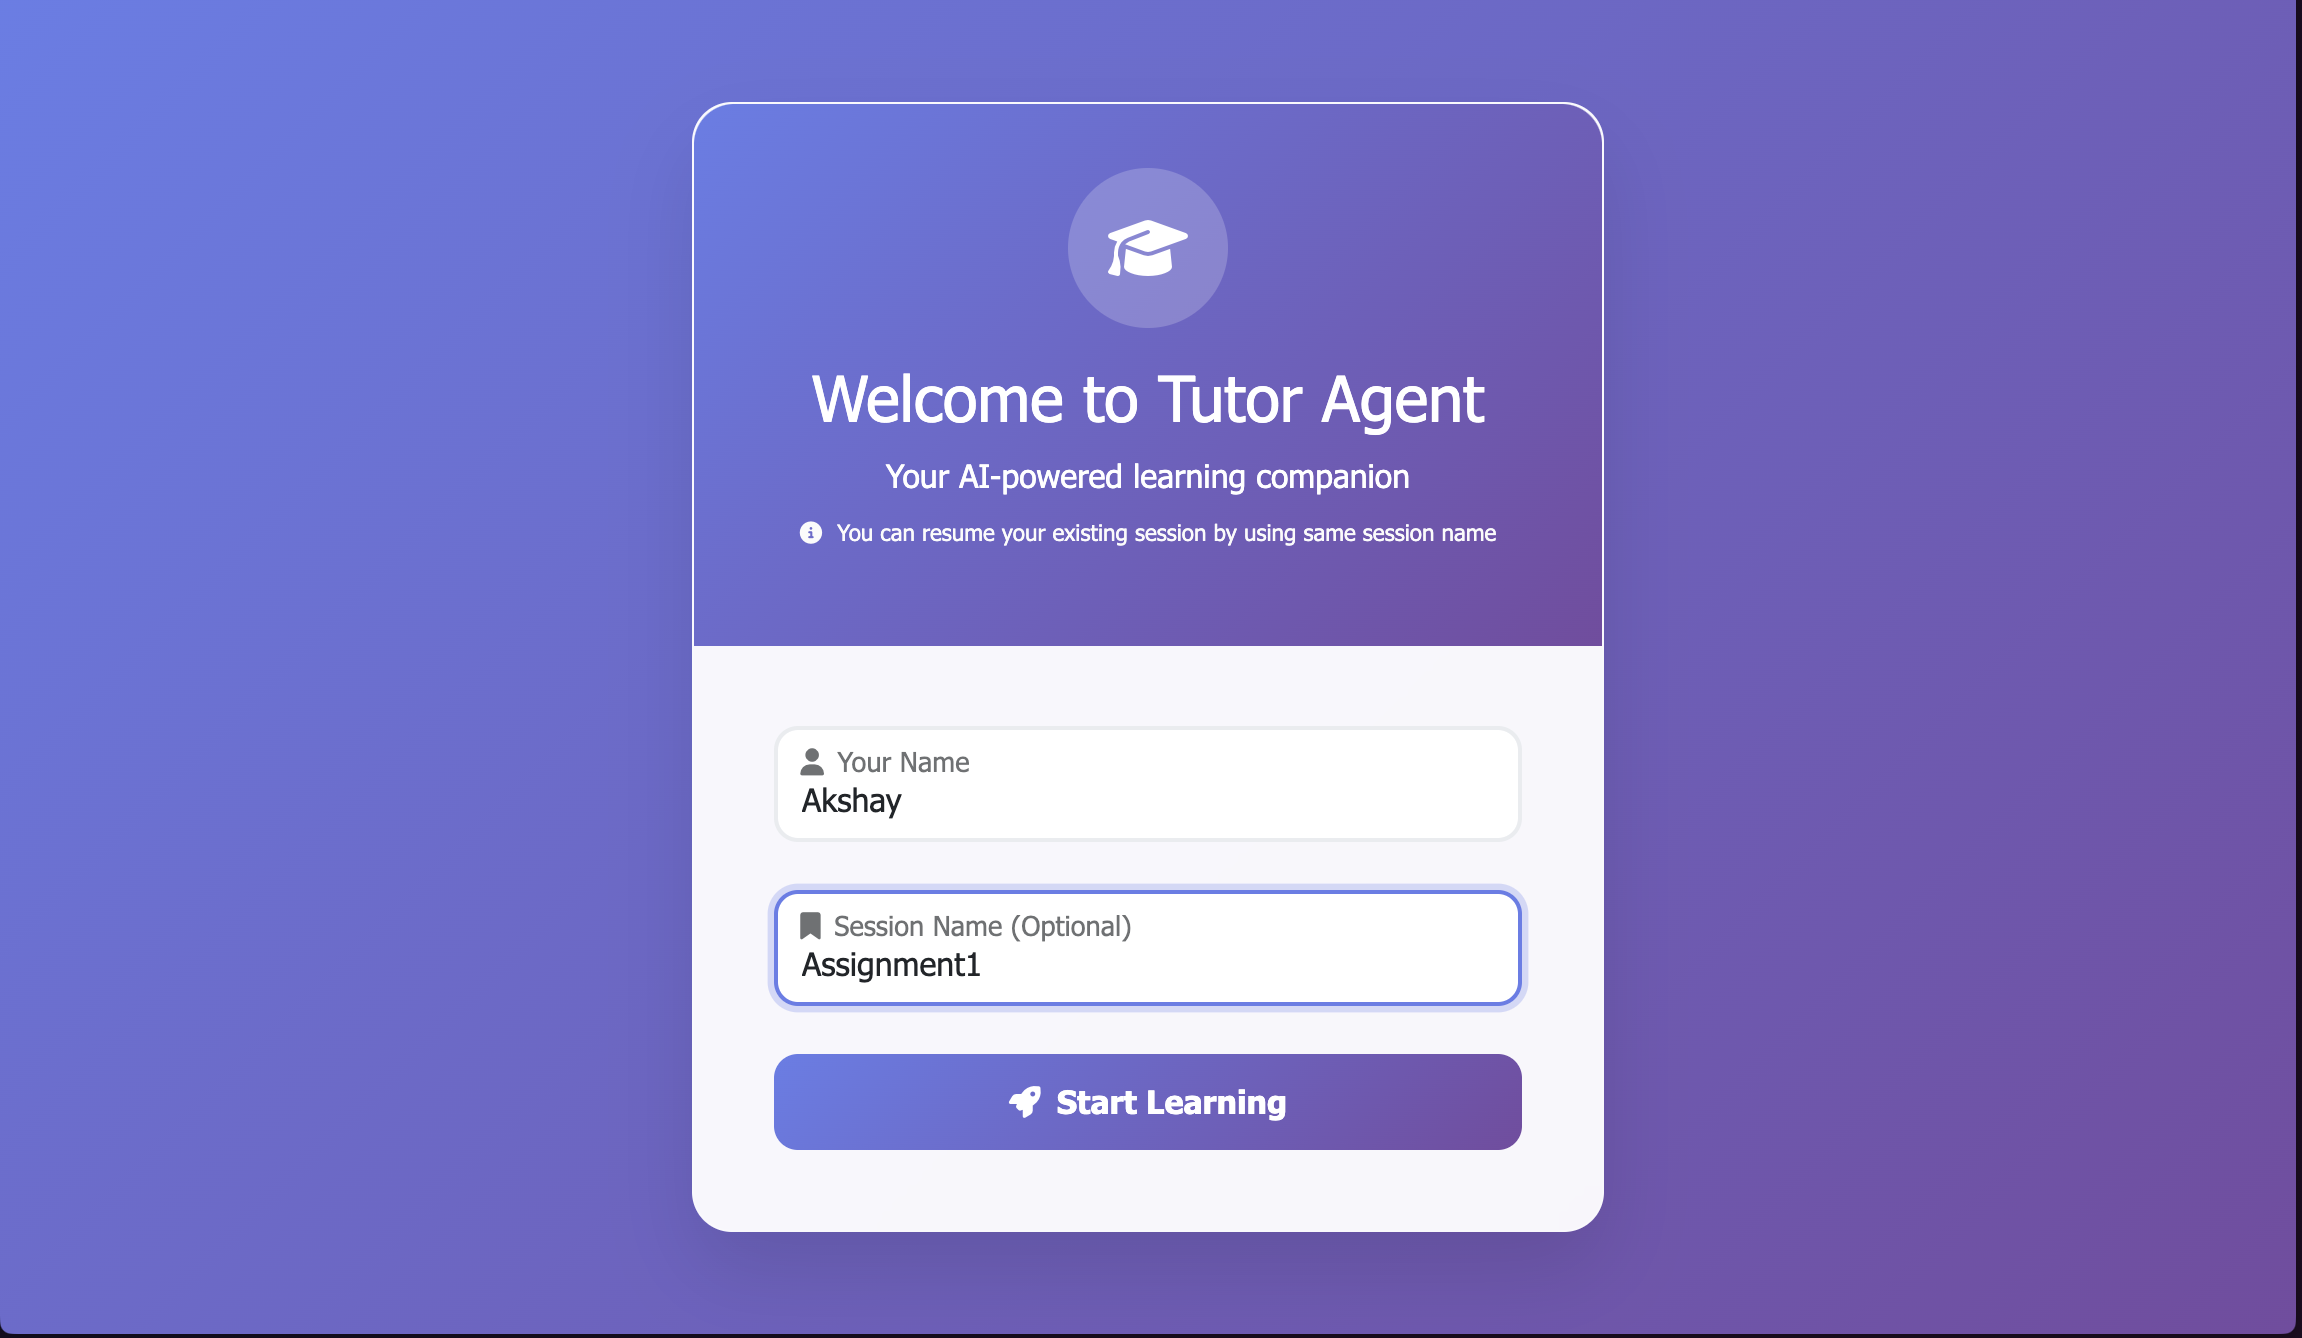 Welcome to Tutor Agent
Your AI-powered learning companion
You can resume your existing session by using same session name
Your Name
Akshay
Session Name (Optional)
Assignment1
Start Learning